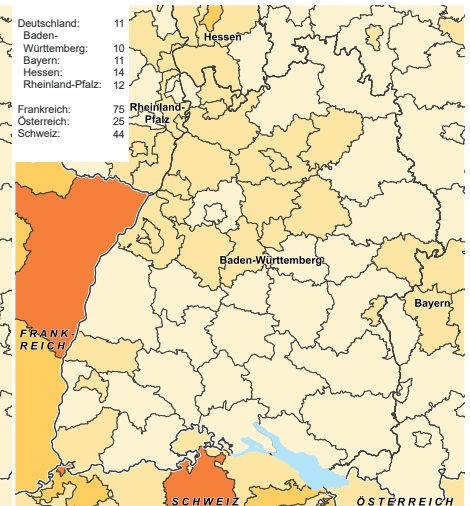 Deutschland: 11
Baden-
Württemberg: 10
Bayern: 11
Hessen: 14
Rheinland-Pfalz: 12
Frankreich: 75
Österreich: 25
Schweiz: 44
Hessen
Rheinland-
Pfalz
Baden-Württemberg
Bayern
FRANK-
REICH
SCHWEIZ
ÖSTERREICH